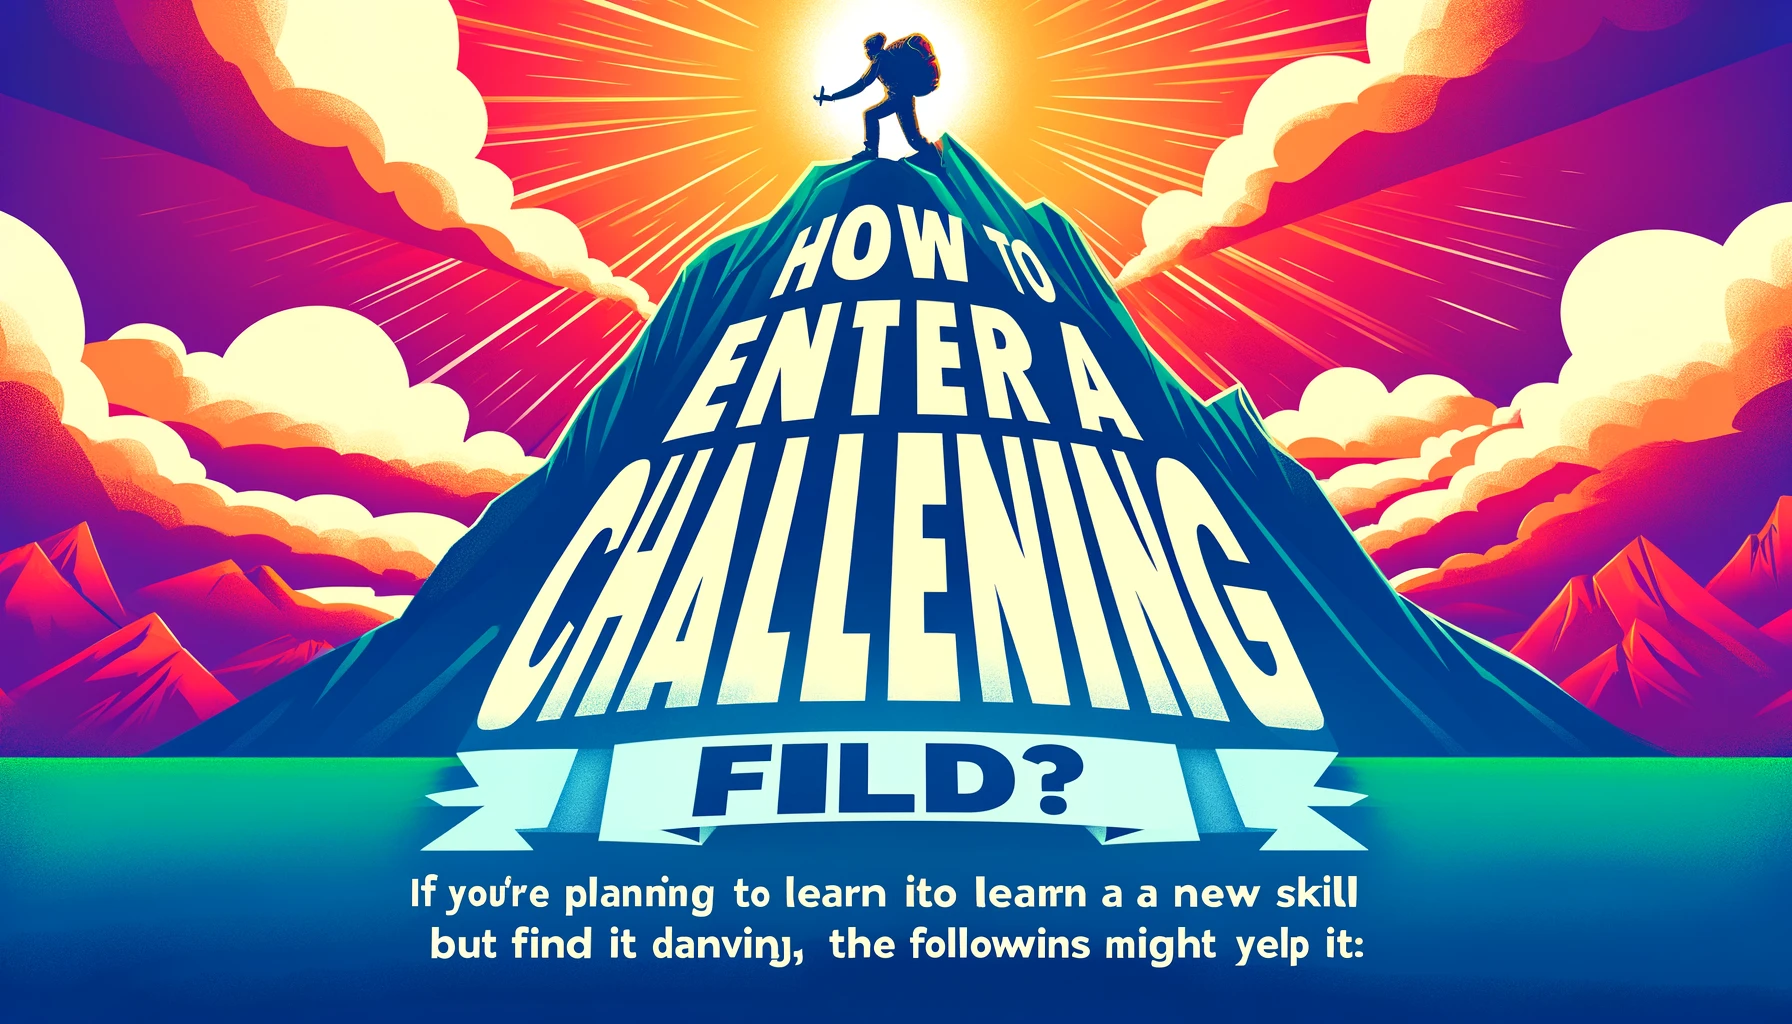 HOW TO
ENTER A
CHALLENING
FILD?
If you're planning to learn ito learn a a new skill
but find it danving, the followins might yelp it: